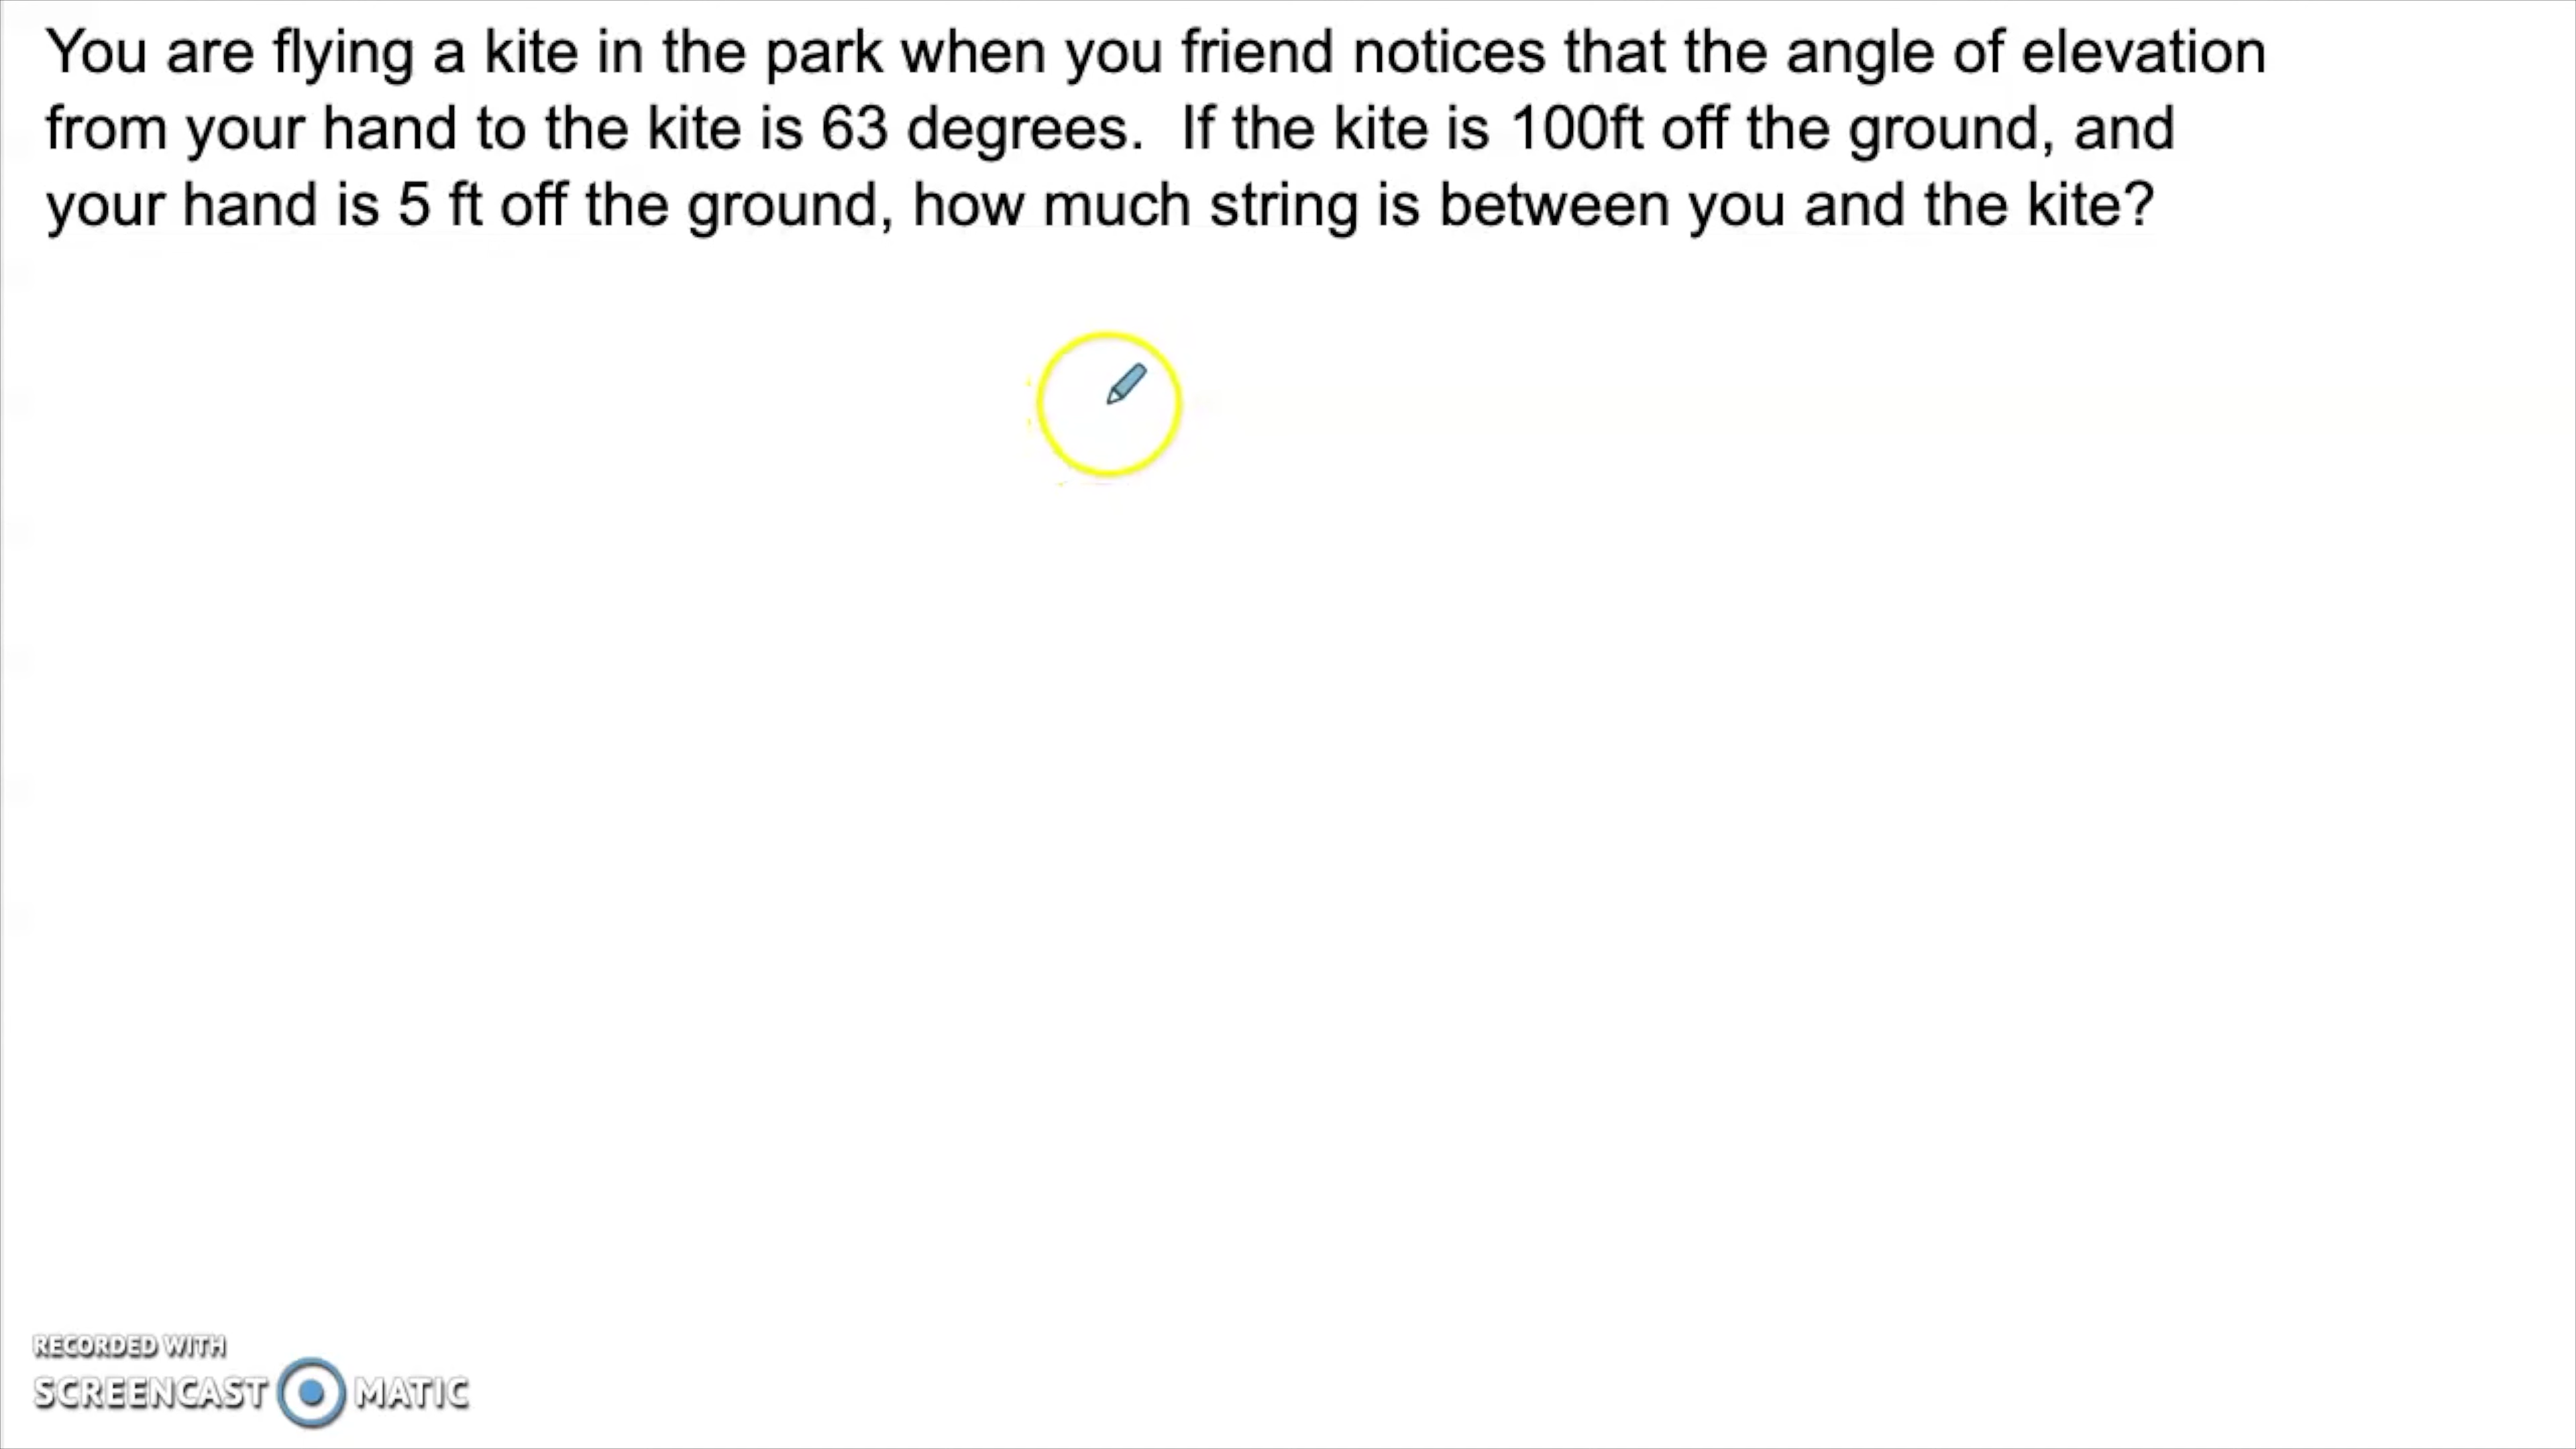 You are flying a kite in the park when you friend notices that the angle of elevation
from your hand to the kite is 63 degrees.  If the kite is 100ft off the ground, and
your hand is 5 ft off the ground, how much string is between you and the kite?
RECORDED WITH
SCREENCAST MATIC